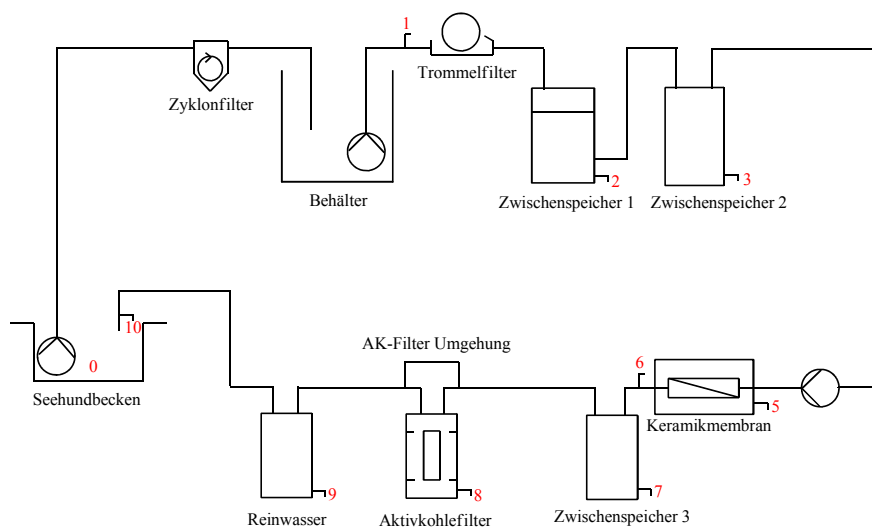 1
Trommelfilter
Zyklonfilter
Behälter
2
Zwischenspeicher 1
3
Zwischenspeicher 2
10
0
Seehundbecken
AK-Filter Umgehung
6
5
Keramikmembran
9
Reinwasser
8
Aktivkohlefilter
7
Zwischenspeicher 3